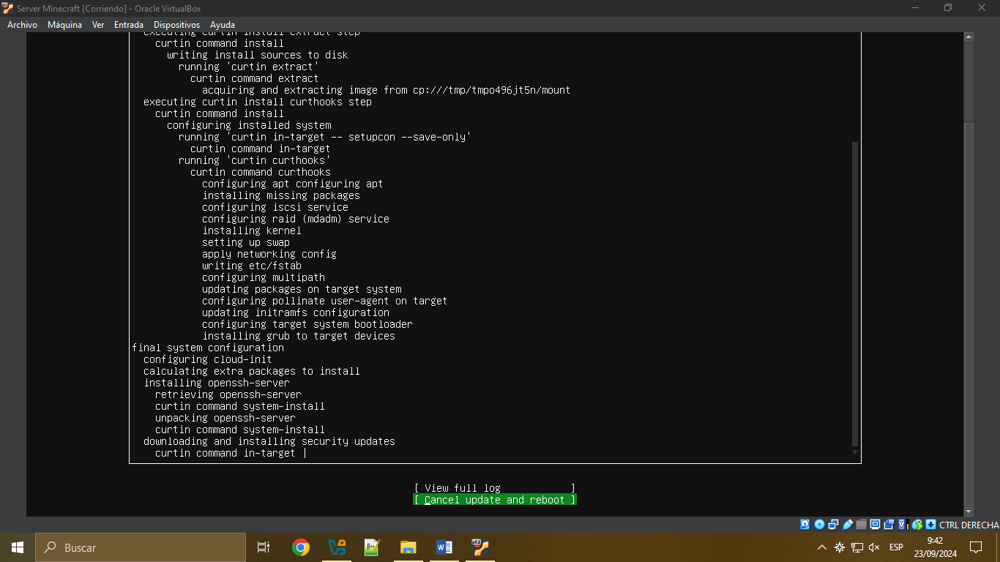 Server Minecraft [Corriendo] - Oracle VirtualBox
Archivo Máquina Ver Entrada Dispositivos Ayuda
executing curtin install extract step
curtin command install
writing install sources to disk
running 'curtin extract'
curtin command extract
acquiring and extracting image from cp:///tmp/tmpo496jt5n/mount
executing curtin install curthooks step
curtin command install
configuring installed system
running 'curtin in-target -- setupcon --save-only'
curtin command in-target
running 'curtin curthooks'
curtin command curthooks
configuring apt configuring apt
installing missing packages
configuring iscsi service
configuring raid (mdadm) service
installing kernel
setting up swap
apply networking config
writing etc/fstab
configuring multipath
updating packages on target system
configuring pollinate user-agent on target
updating initramfs configuration
configuring target system bootloader
installing grub to target devices
final system configuration
configuring cloud-init
calculating extra packages to install
installing openssh-server
retrieving openssh-server
curtin command system-install
unpacking openssh-server
curtin command system-install
downloading and installing security updates
curtin command in-target |
[ View full log ]
[ Cancel update and reboot ]
CTRL DERECHA
Buscar
ESP
9:42
23/09/2024